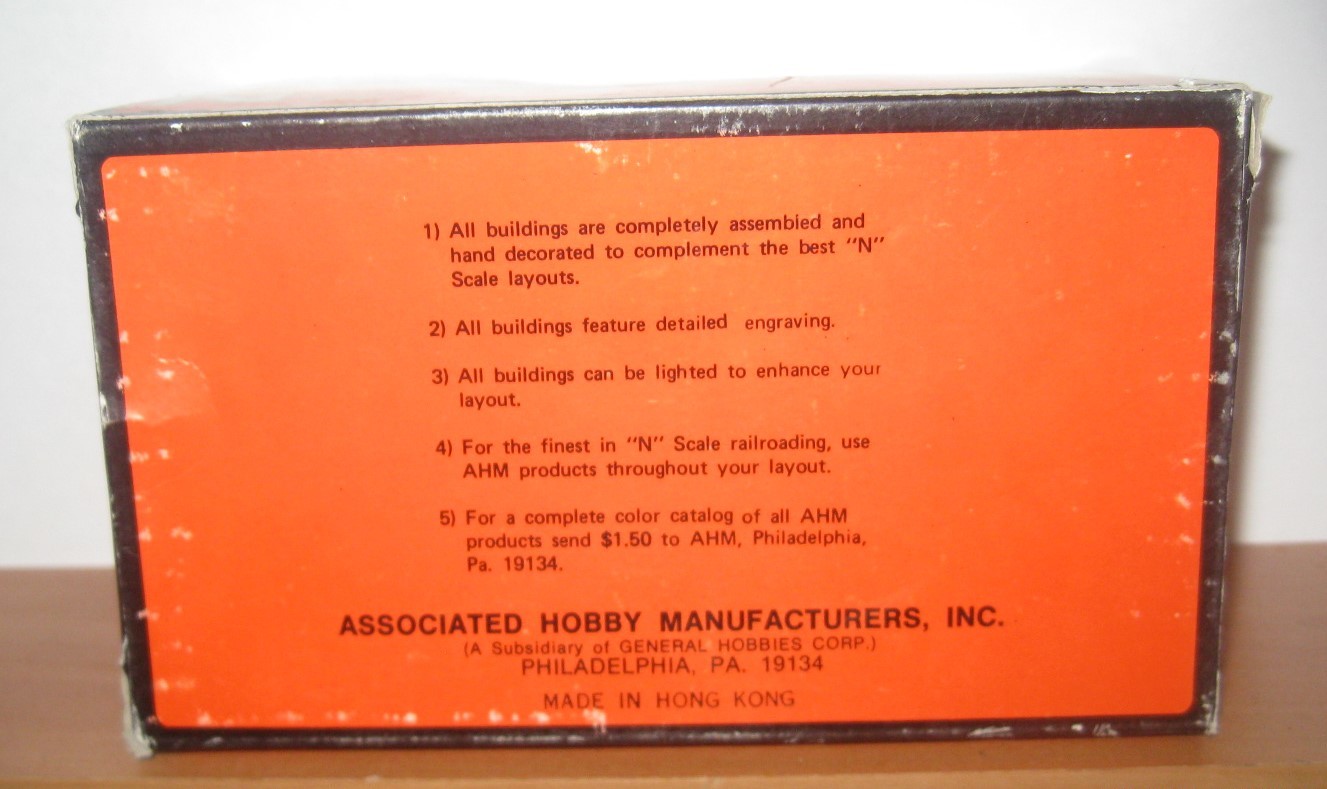 1) All buildings are completely assembled and
hand decorated to complement the best "N"
Scale layouts.
2) All buildings feature detailed engraving.
3) All buildings can be lighted to enhance your
layout.
4) For the finest in "N" Scale railroading, use
AHM products throughout your layout.
5) For a complete color catalog of all AHM
products send $1.50 to AHM, Philadelphia,
Pa. 19134.
ASSOCIATED HOBBY MANUFACTURERS, INC.
(A Subsidiary of GENERAL HOBBIES CORP.)
PHILADELPHIA, PA. 19134
MADE IN HONG KONG